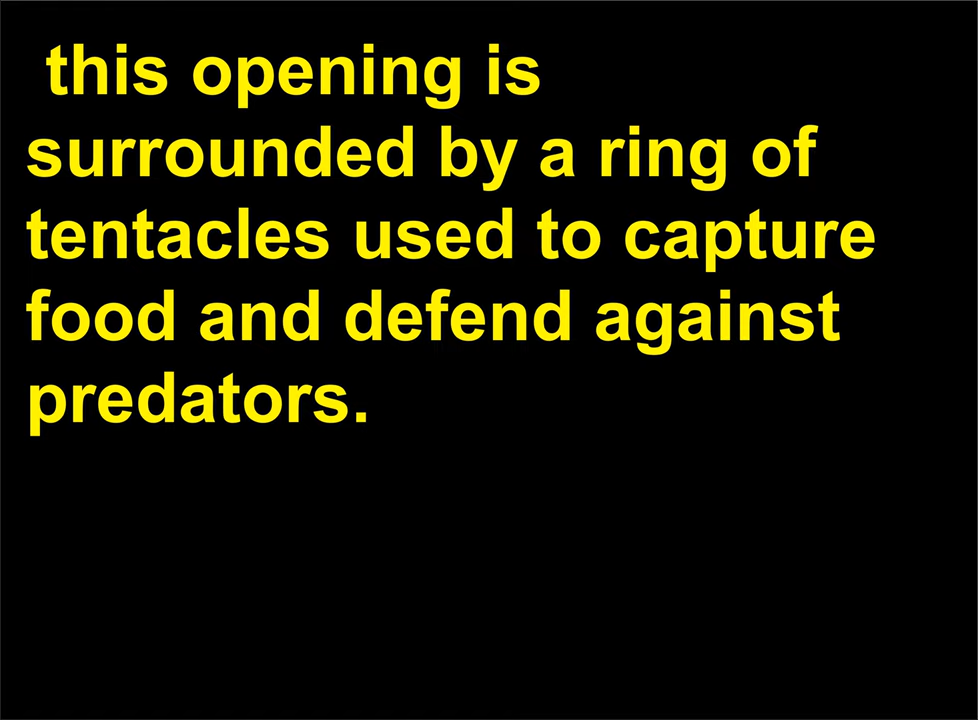 this opening is
surrounded by a ring of
tentacles used to capture
food and defend against
predators.